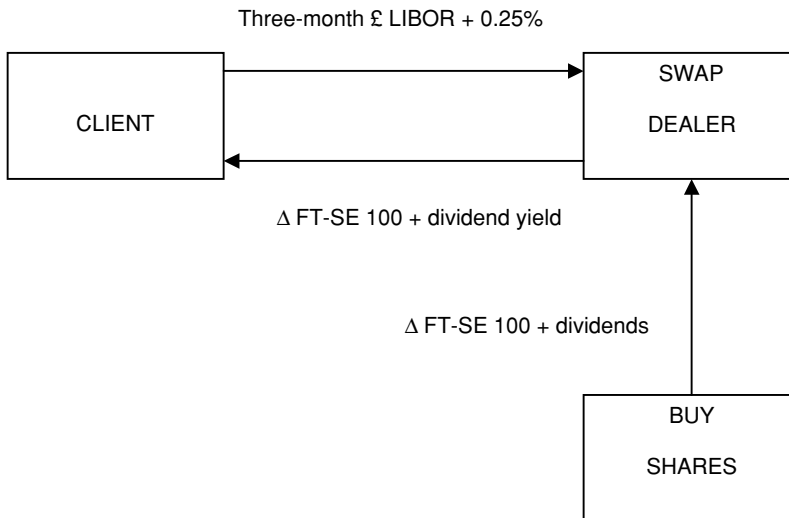 Three-month £ LIBOR + 0.25%
CLIENT
SWAP
DEALER
Δ FT-SE 100 + dividend yield
Δ FT-SE 100 + dividends
BUY
SHARES